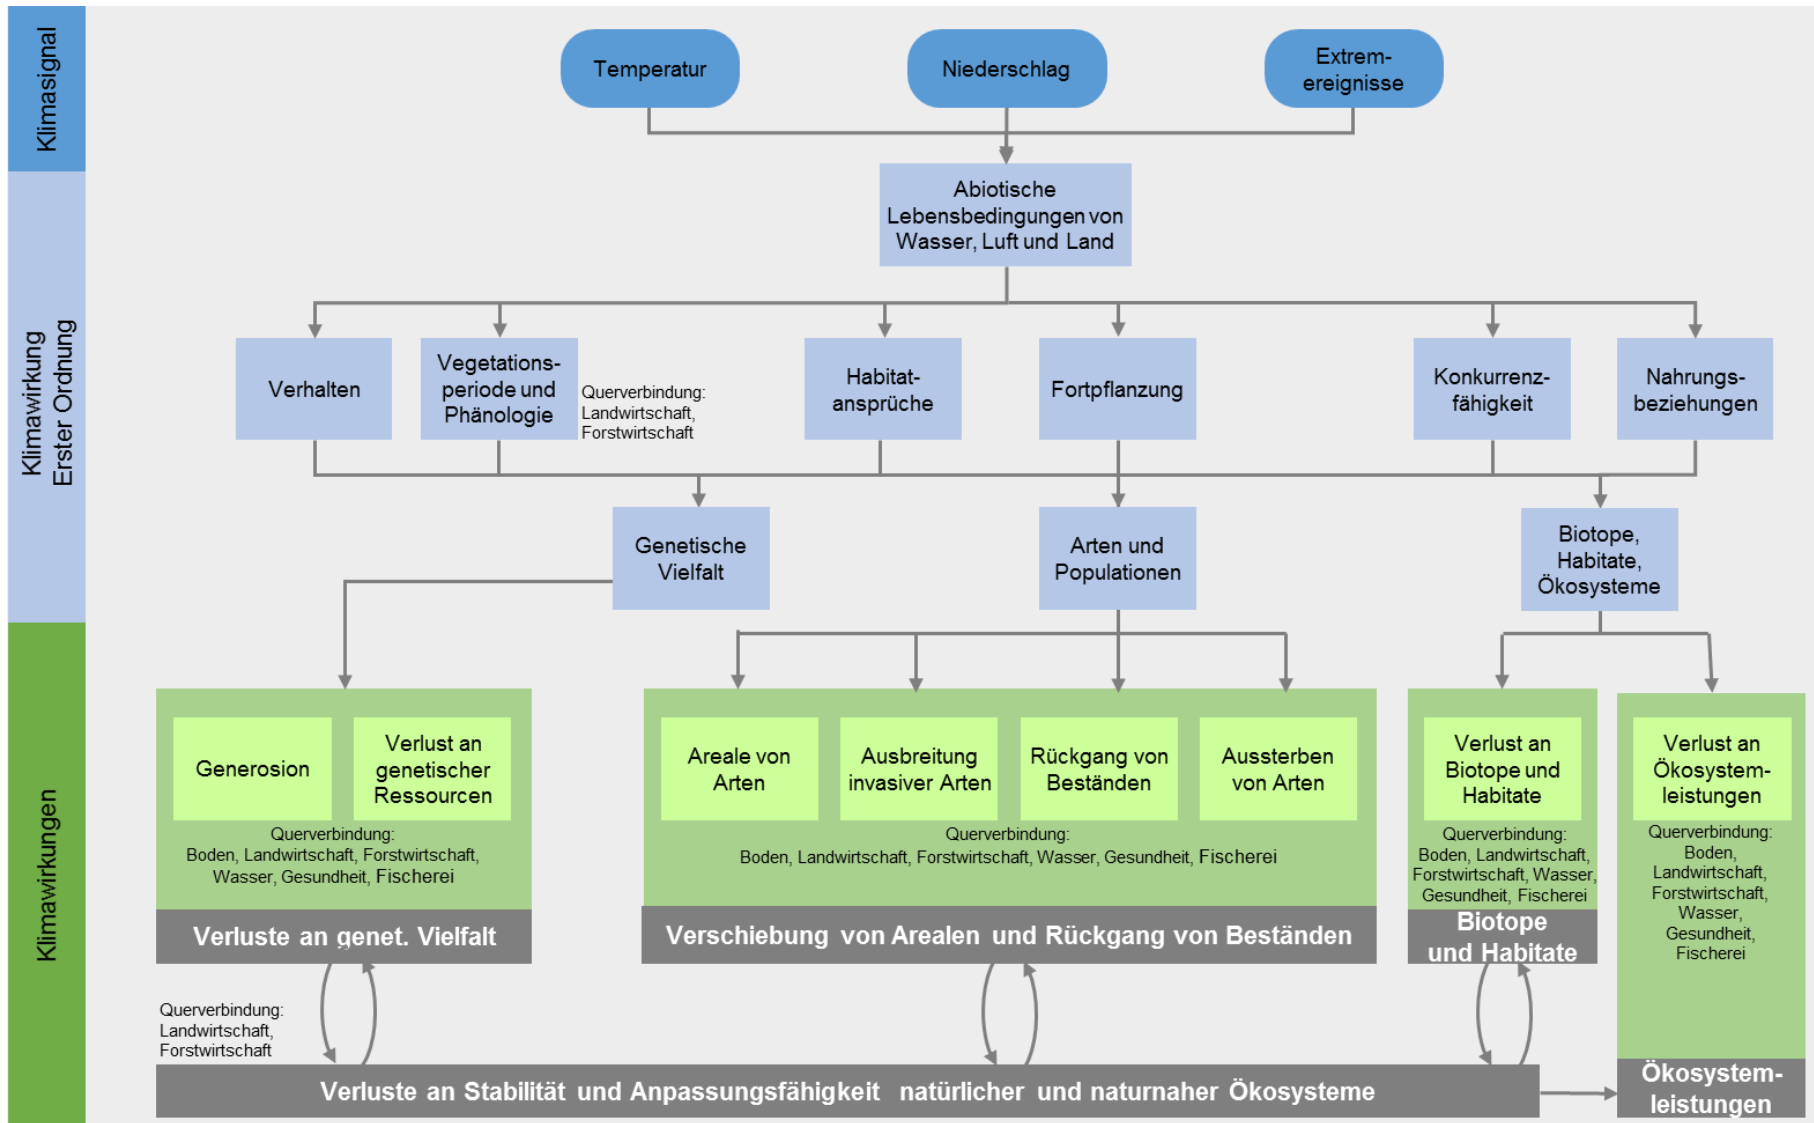 Klimasignal
Temperatur
Niederschlag
Extrem-
ereignisse
Klimawirkung
Erster Ordnung
Abiotische
Lebensbedingungen von
Wasser, Luft und Land
Verhalten
Vegetations-
periode und
Phänologie
Querverbindung:
Landwirtschaft,
Forstwirtschaft
Habitat-
ansprüche
Fortpflanzung
Konkurrenz-
fähigkeit
Nahrungs-
beziehungen
Genetische
Vielfalt
Arten und
Populationen
Biotope,
Habitate,
Ökosysteme
Klimawirkungen
Generosion
Verlust an
genetischer
Ressourcen
Querverbindung:
Boden, Landwirtschaft, Forstwirtschaft,
Wasser, Gesundheit, Fischerei
Verluste an genet. Vielfalt
Areale von
Arten
Ausbreitung
invasiver Arten
Rückgang von
Beständen
Aussterben
von Arten
Querverbindung:
Boden, Landwirtschaft, Forstwirtschaft, Wasser, Gesundheit, Fischerei
Verschiebung von Arealen und Rückgang von Beständen
Verlust an
Biotope und
Habitate
Querverbindung:
Boden, Landwirtschaft,
Forstwirtschaft, Wasser,
Gesundheit, Fischerei
Biotope
und Habitate
Verlust an
Ökosystem-
leistungen
Querverbindung:
Boden,
Landwirtschaft,
Forstwirtschaft,
Wasser,
Gesundheit,
Fischerei
Querverbindung:
Landwirtschaft,
Forstwirtschaft
Verluste an Stabilität und Anpassungsfähigkeit natürlicher und naturnaher Ökosysteme
Ökosystem-
leistungen